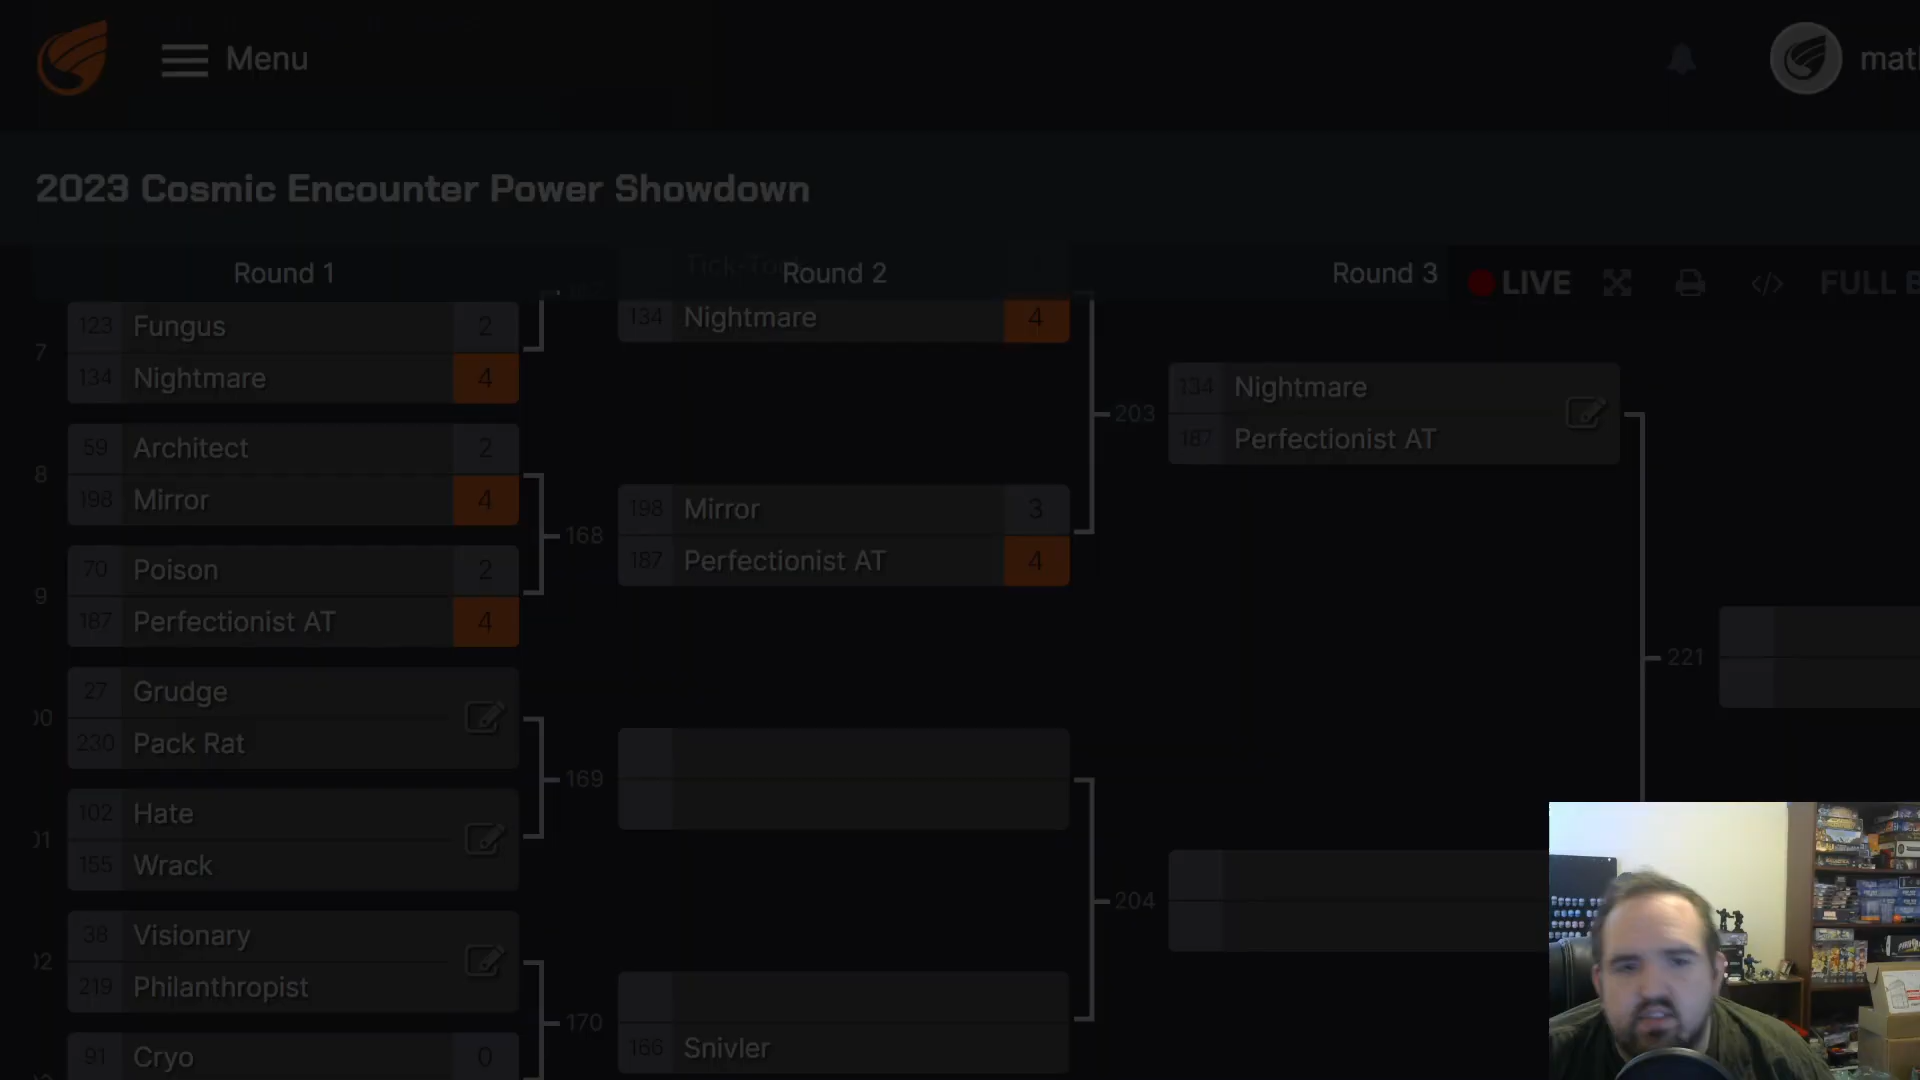 Menu
mat
2023 Cosmic Encounter Power Showdown
Round 1
Round 2
Round 3
LIVE
</>
FULL
123 Fungus 2
7
134 Nightmare 4
134 Nightmare 4
134 Nightmare
203
187 Perfectionist AT
59 Architect 2
8
198 Mirror 4
168
198 Mirror 3
187 Perfectionist AT 4
70 Poison 2
9
187 Perfectionist AT 4
221
27 Grudge
230 Pack Rat
169
102 Hate
155 Wrack
204
38 Visionary
219 Philanthropist
170
166 Snivler
91 Cryo 0